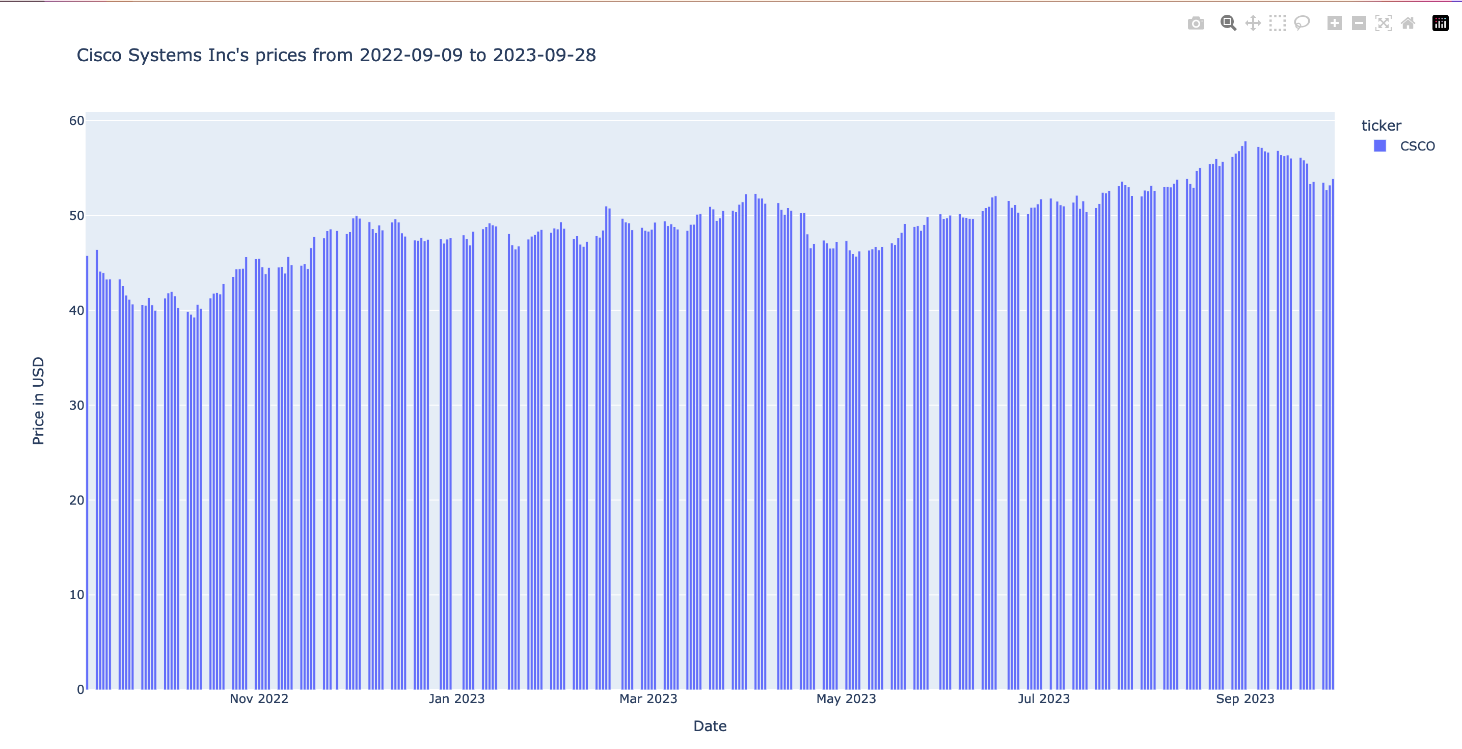 Cisco Systems Inc's prices from 2022-09-09 to 2023-09-28
60
50
40
30
20
10
0
Price in USD
Nov 2022 Jan 2023 Mar 2023 May 2023 Jul 2023 Sep 2023
Date
ticker
CSCO